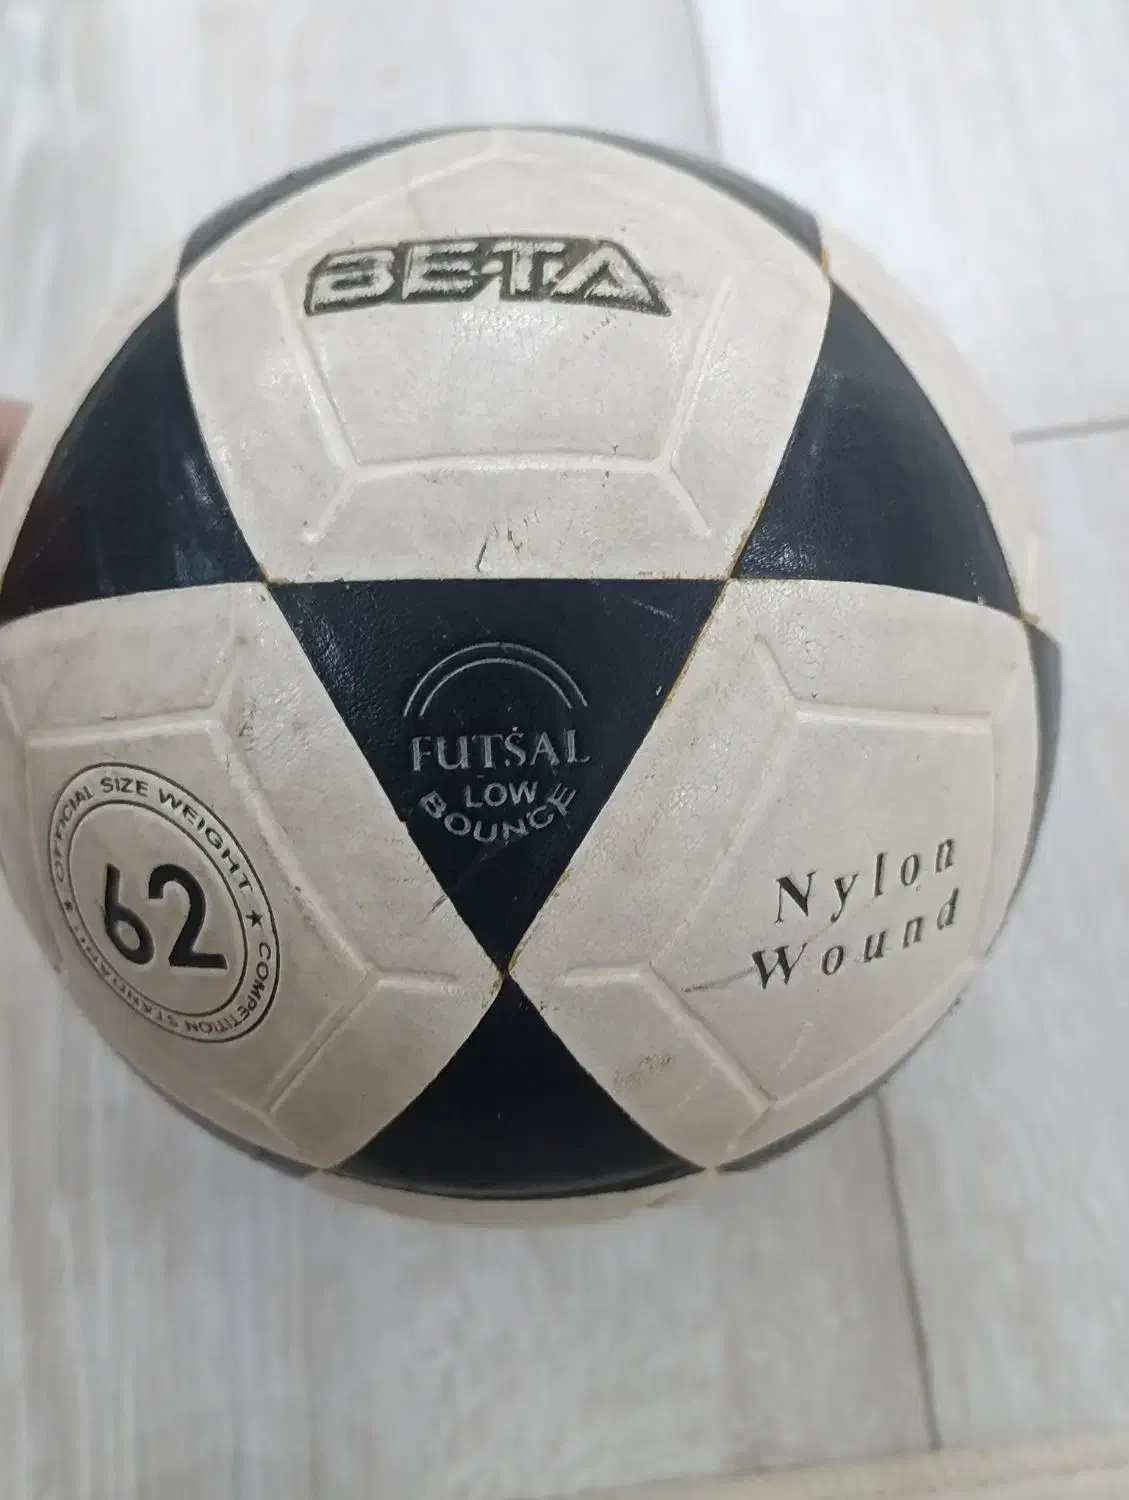 BETA
FUTSAL
LOW
BOUNCE
OFFICIAL SIZE WEIGHT ★ COMPETITION STANDARD ★
62
Nylon
Wound